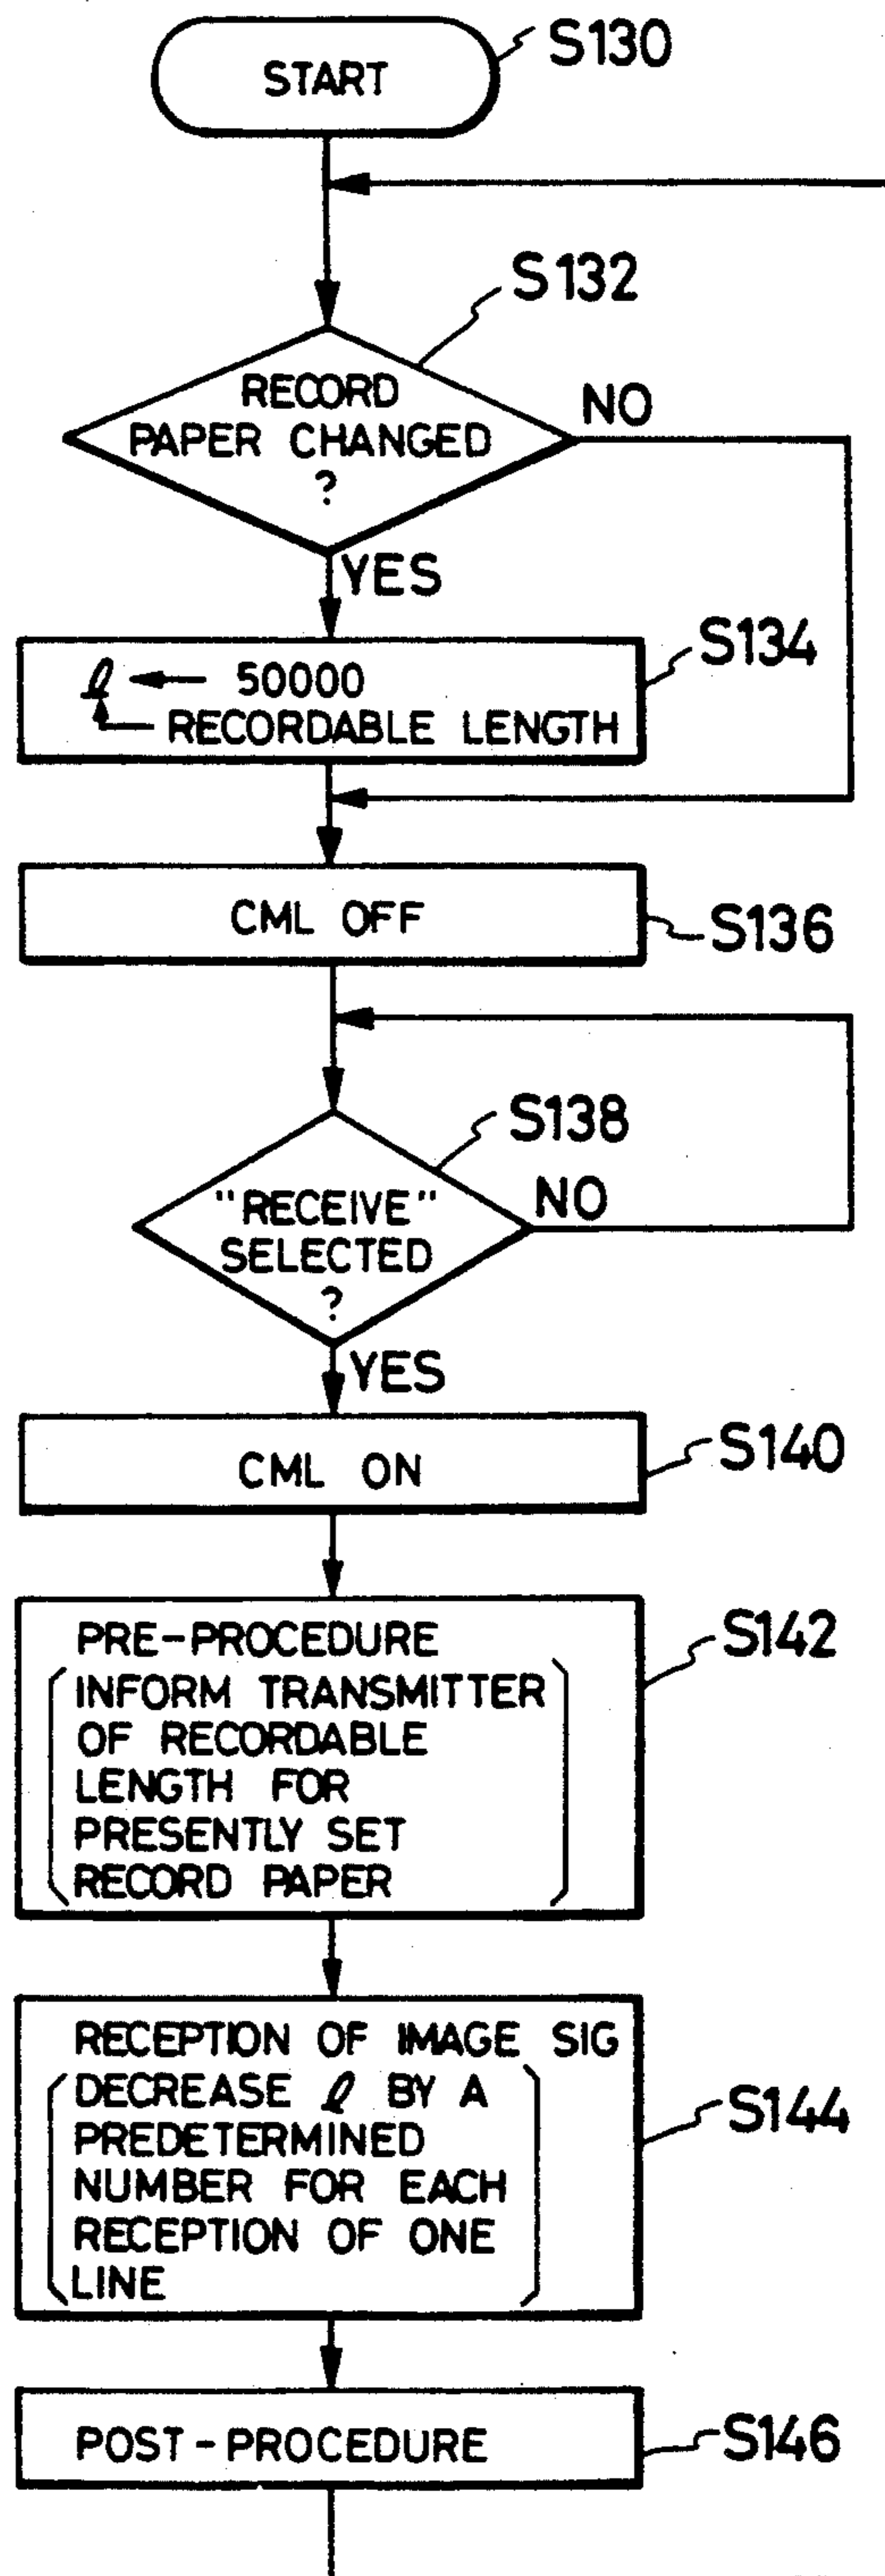 START
S130
S132
RECORD
PAPER CHANGED
?
NO
YES
S134
ℓ ← 50000
RECORDABLE LENGTH
CML OFF
S136
S138
"RECEIVE"
SELECTED
?
NO
YES
CML ON
S140
PRE-PROCEDURE
S142
INFORM TRANSMITTER
OF RECORDABLE
LENGTH FOR
PRESENTLY SET
RECORD PAPER
RECEPTION OF IMAGE SIG
DECREASE ℓ BY A
S144
PREDETERMINED
NUMBER FOR EACH
RECEPTION OF ONE
LINE
POST-PROCEDURE
S146